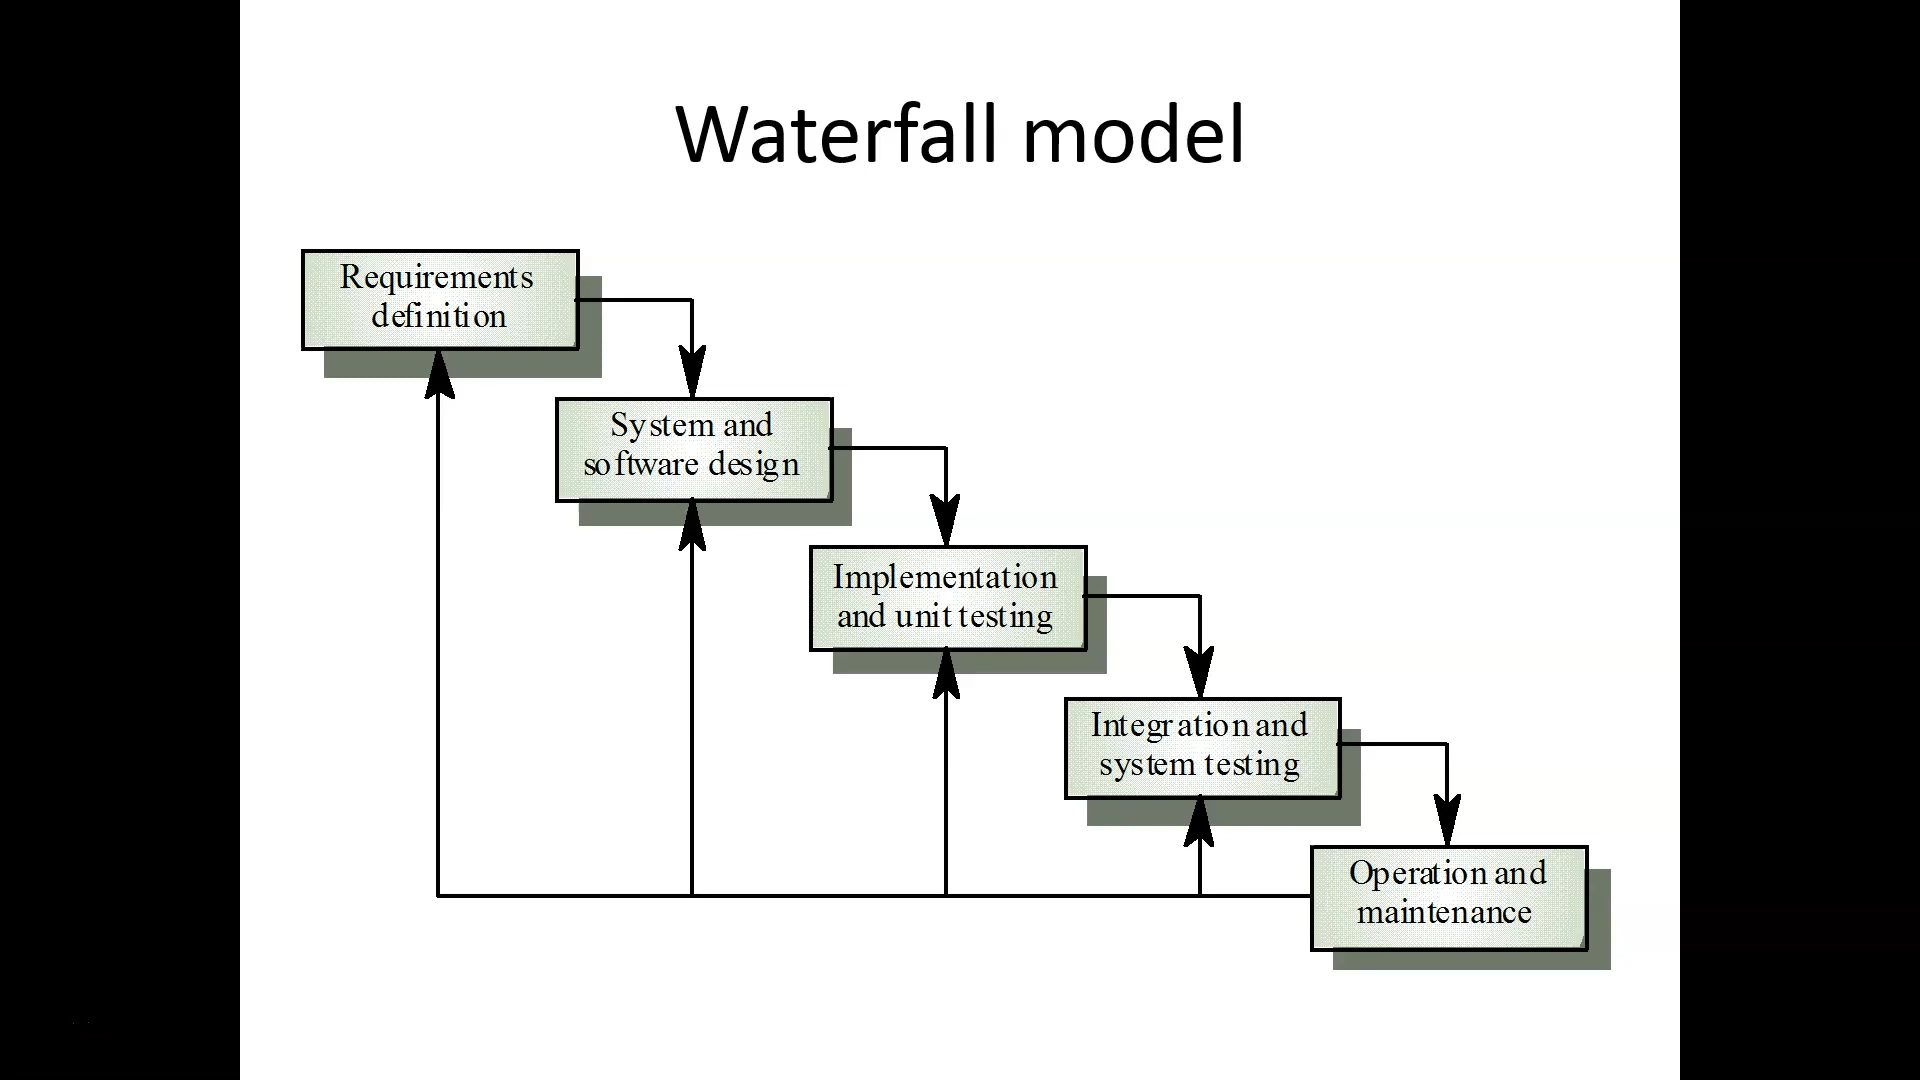 Waterfall model
Requirements
definition
System and
software design
Implementation
and unit testing
Integration and
system testing
Operation and
maintenance